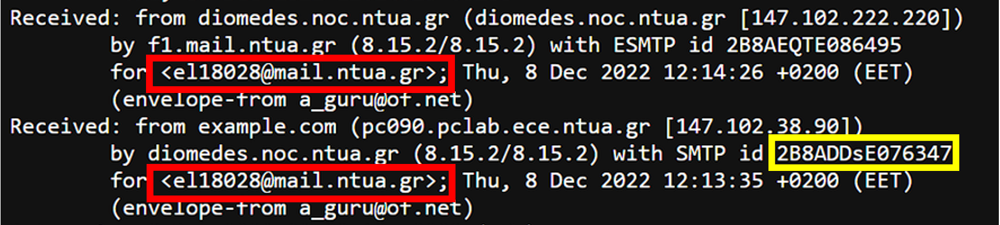 Received: from diomedes.noc.ntua.gr (diomedes.noc.ntua.gr [147.102.222.220])
by f1.mail.ntua.gr (8.15.2/8.15.2) with ESMTP id 2B8AEQTE086495
for <el18028@mail.ntua.gr>; Thu, 8 Dec 2022 12:14:26 +0200 (EET)
(envelope-from a_guru@of.net)
Received: from example.com (pc090.pclab.ece.ntua.gr [147.102.38.90])
by diomedes.noc.ntua.gr (8.15.2/8.15.2) with SMTP id 2B8ADDsE076347
for <el18028@mail.ntua.gr>; Thu, 8 Dec 2022 12:13:35 +0200 (EET)
(envelope-from a_guru@of.net)